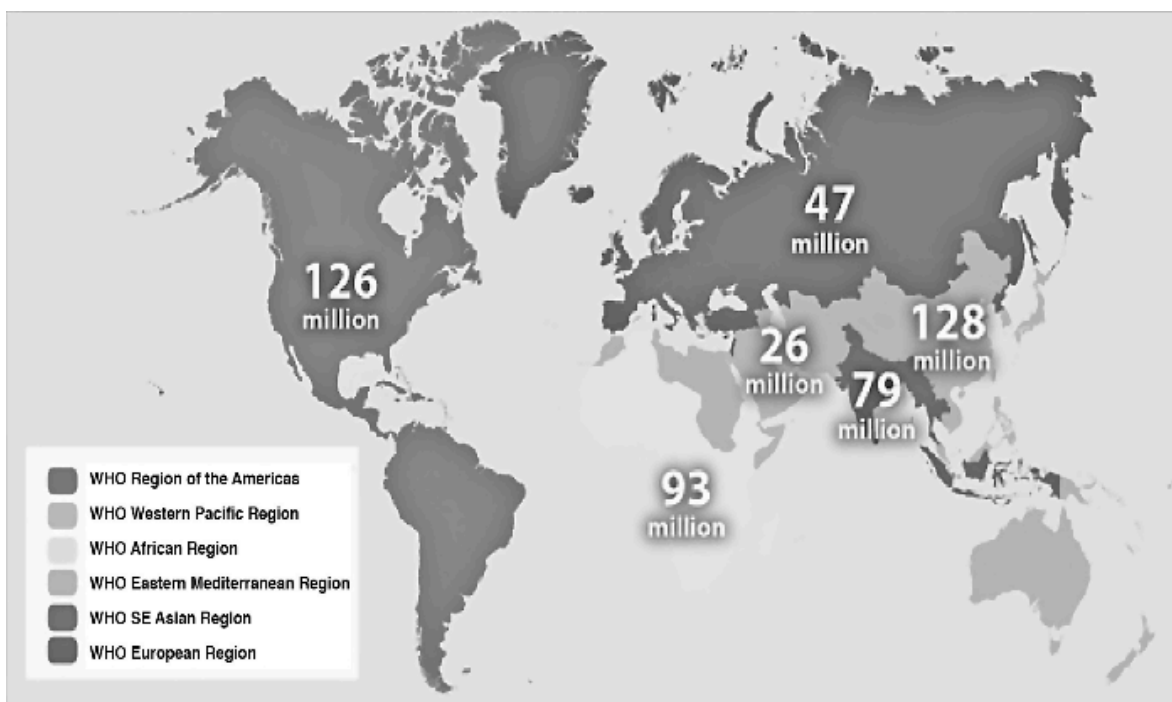 47
million
126
million
128
million
26
million
79
million
93
million
WHO Region of the Americas
WHO Western Pacific Region
WHO African Region
WHO Eastern Mediterranean Region
WHO SE Asian Region
WHO European Region